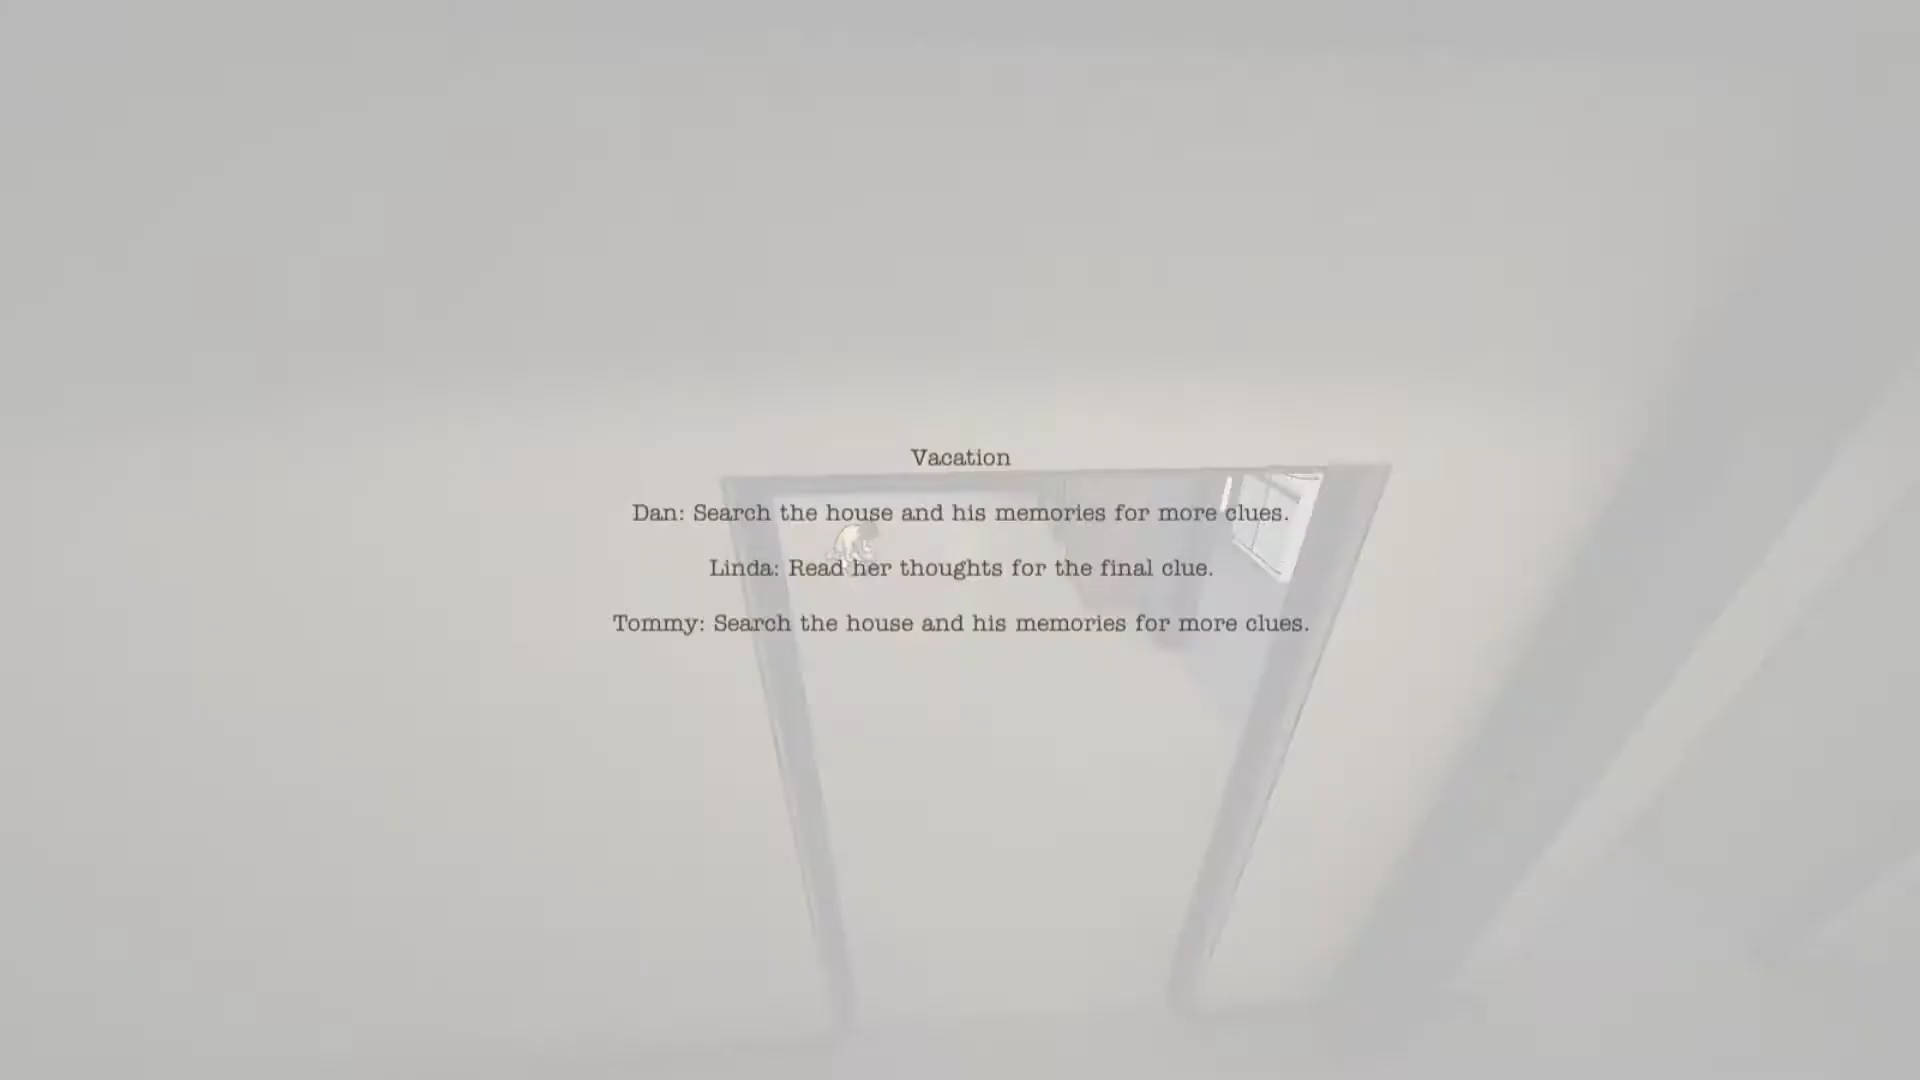 Vacation
Dan: Search the house and his memories for more clues.
Linda: Read her thoughts for the final clue.
Tommy: Search the house and his memories for more clues.